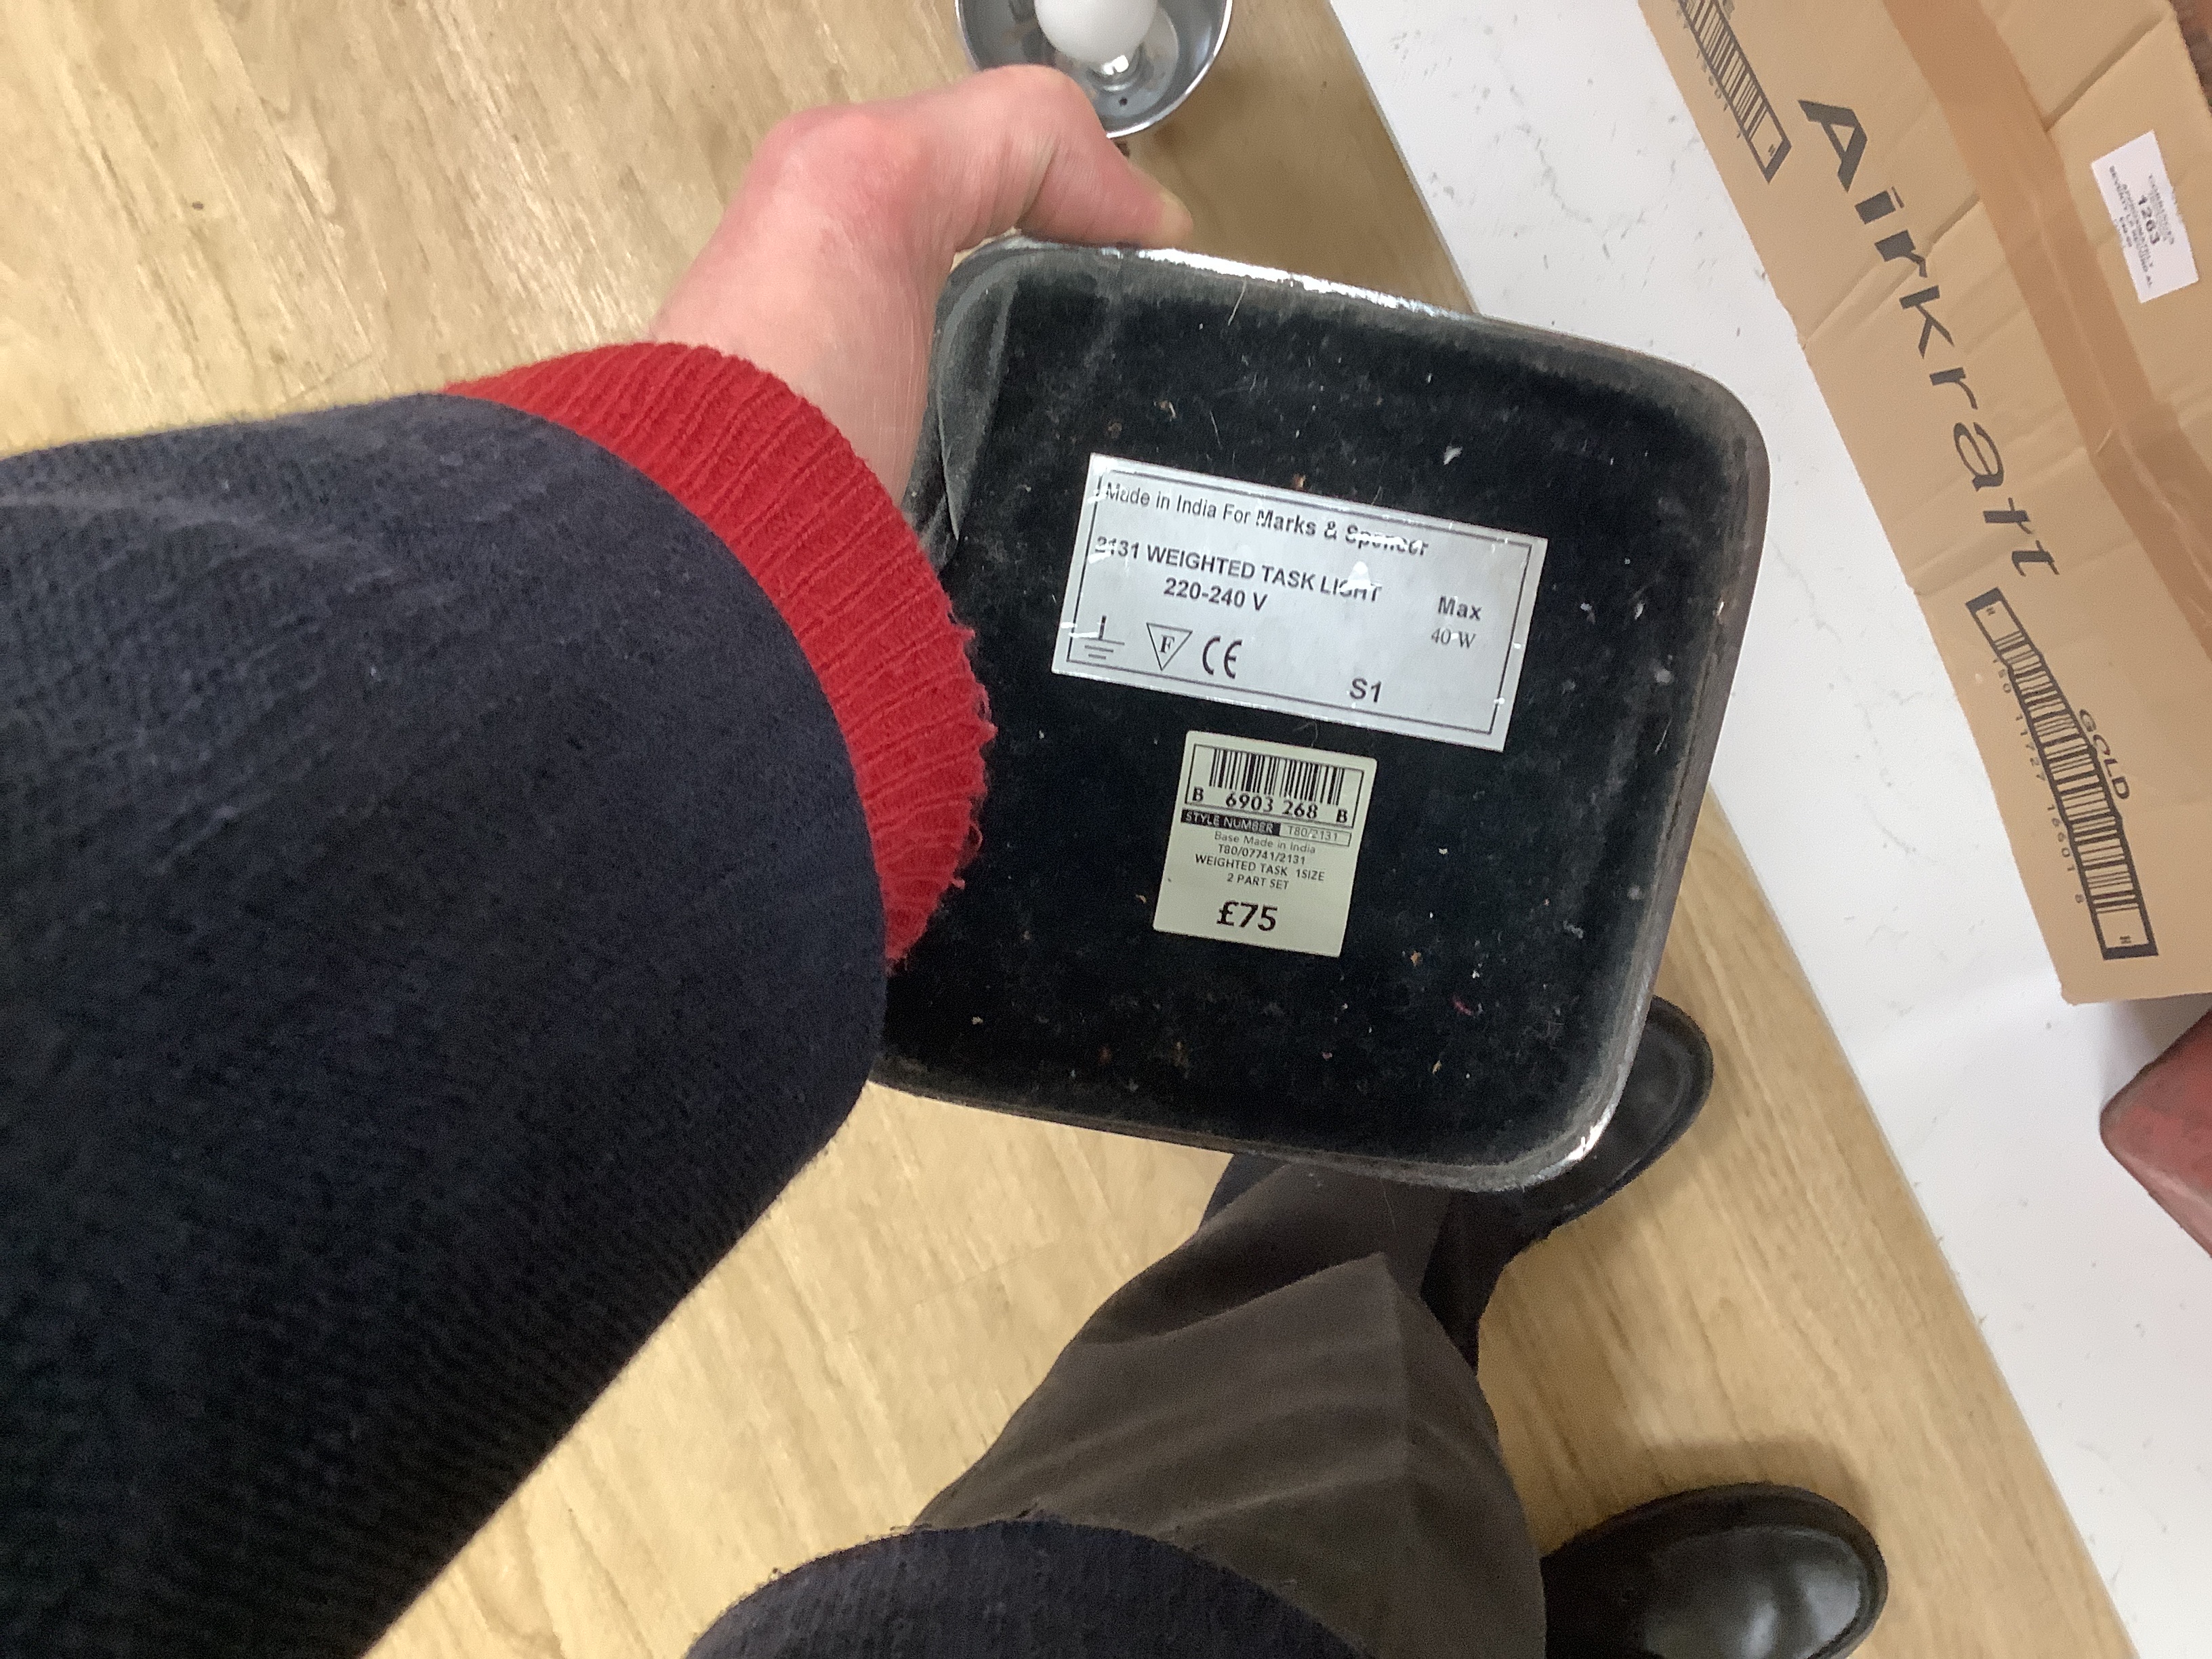 Made in India For Marks & Spencer
2131 WEIGHTED TASK LIGHT
220-240 V
Max
40 W
F CE
S1
B 6903 268 B
STYLE NUMBER T80/2131
Base Made in India
T80/07741/2131
WEIGHTED TASK 1SIZE
2 PART SET
£75
Airkraft
GOLD
1263